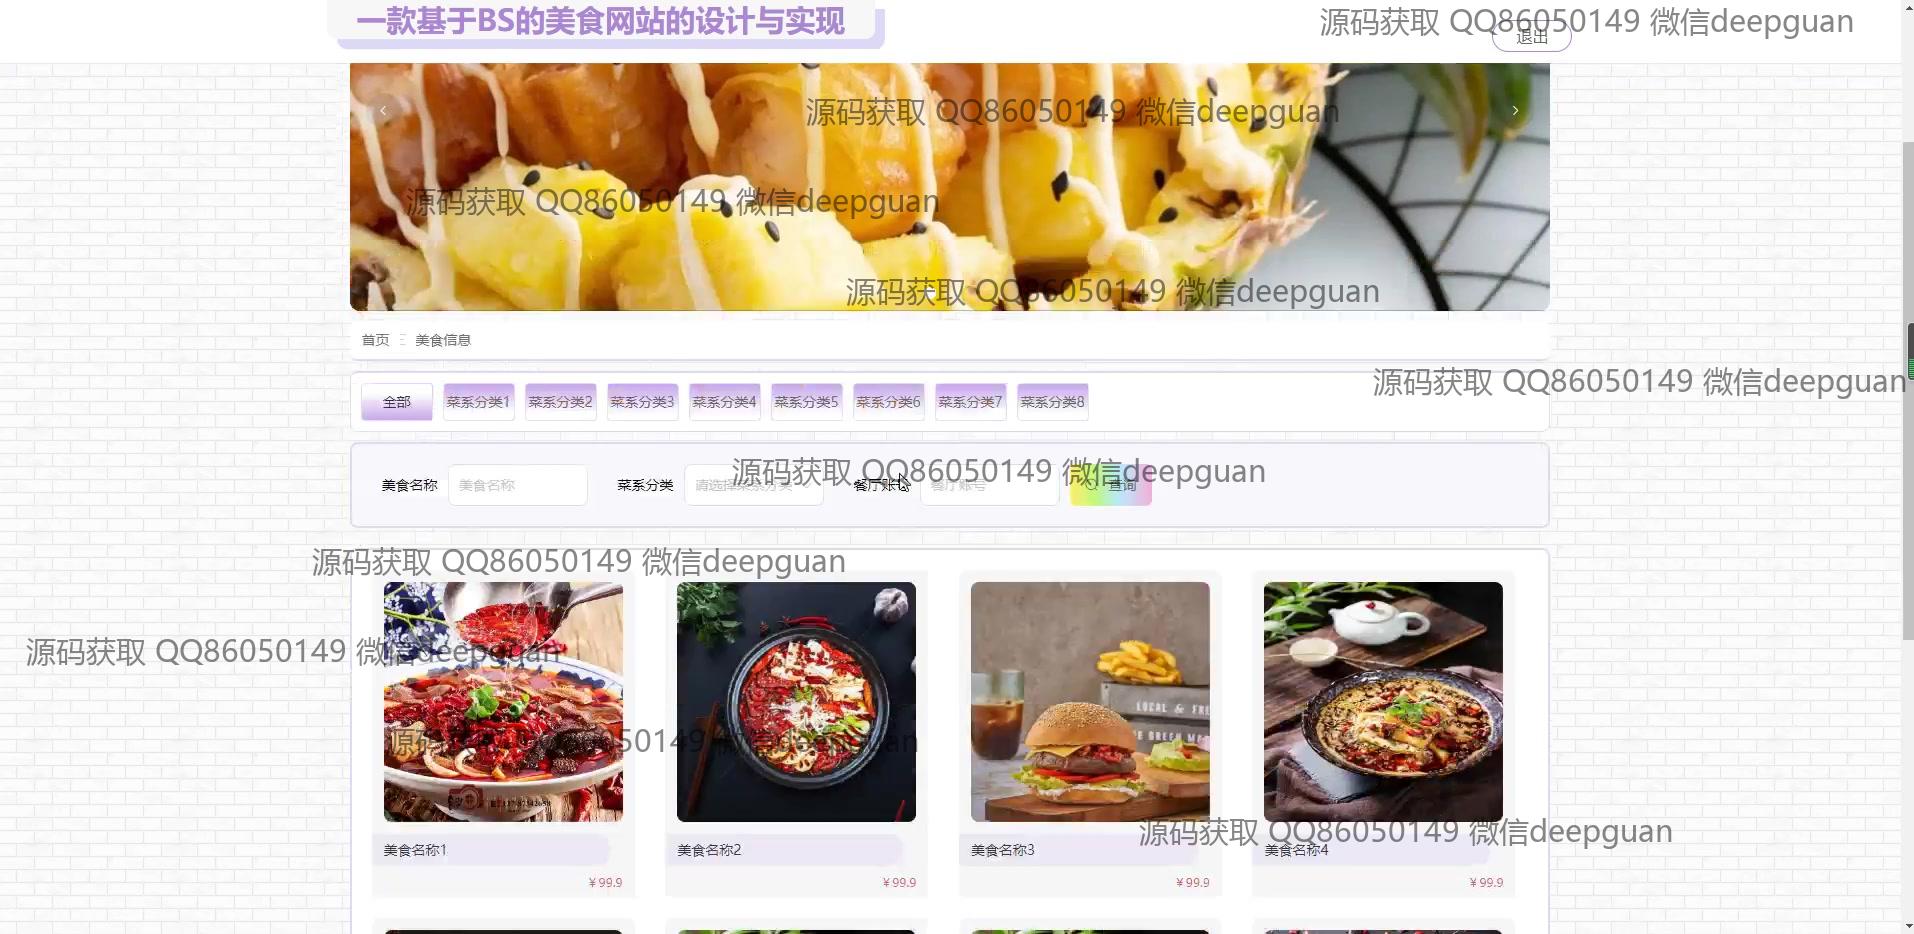 一款基于BS的美食网站的设计与实现
源码获取 QQ86050149 微信deepguan
退出
源码获取 QQ86050149 微信deepguan
源码获取 QQ86050149 微信deepguan
源码获取 QQ86050149 微信deepguan
首页 美食信息
源码获取 QQ86050149 微信deepguan
全部 菜系分类1 菜系分类2 菜系分类3 菜系分类4 菜系分类5 菜系分类6 菜系分类7 菜系分类8
源码获取 QQ86050149 微信deepguan
美食名称 美食名称 菜系分类 请选择菜系分类 餐厅账号 餐厅账号 查询
源码获取 QQ86050149 微信deepguan
源码获取 QQ86050149 微信deepguan
LOCAL & FRE
源码获取 QQ86050149 微信deepguan
源码获取 QQ86050149 微信deepguan
美食名称1 美食名称2 美食名称3 美食名称4
¥99.9 ¥99.9 ¥99.9 ¥99.9